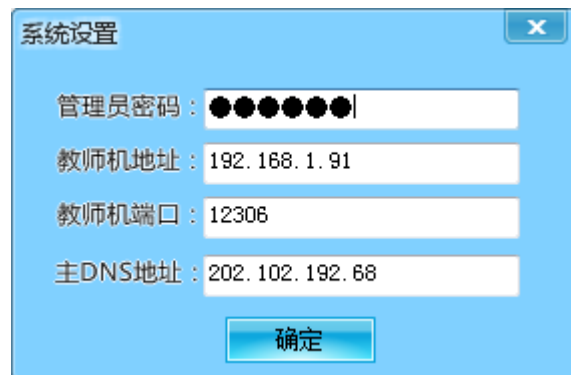 系统设置
管理员密码：●●●●●●
教师机地址：192.168.1.91
教师机端口：12306
主DNS地址：202.102.192.68
确定